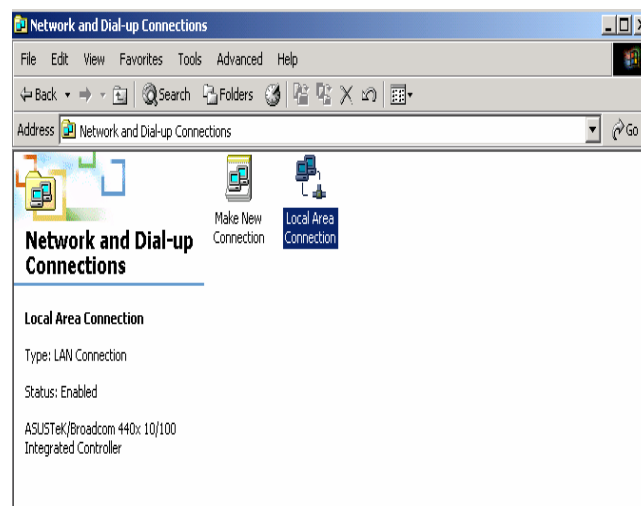 Network and Dial-up Connections
File Edit View Favorites Tools Advanced Help
Back Search Folders
Address Network and Dial-up Connections Go
Make New Connection
Local Area Connection
Network and Dial-up
Connections
Local Area Connection
Type: LAN Connection
Status: Enabled
ASUSTeK/Broadcom 440x 10/100
Integrated Controller